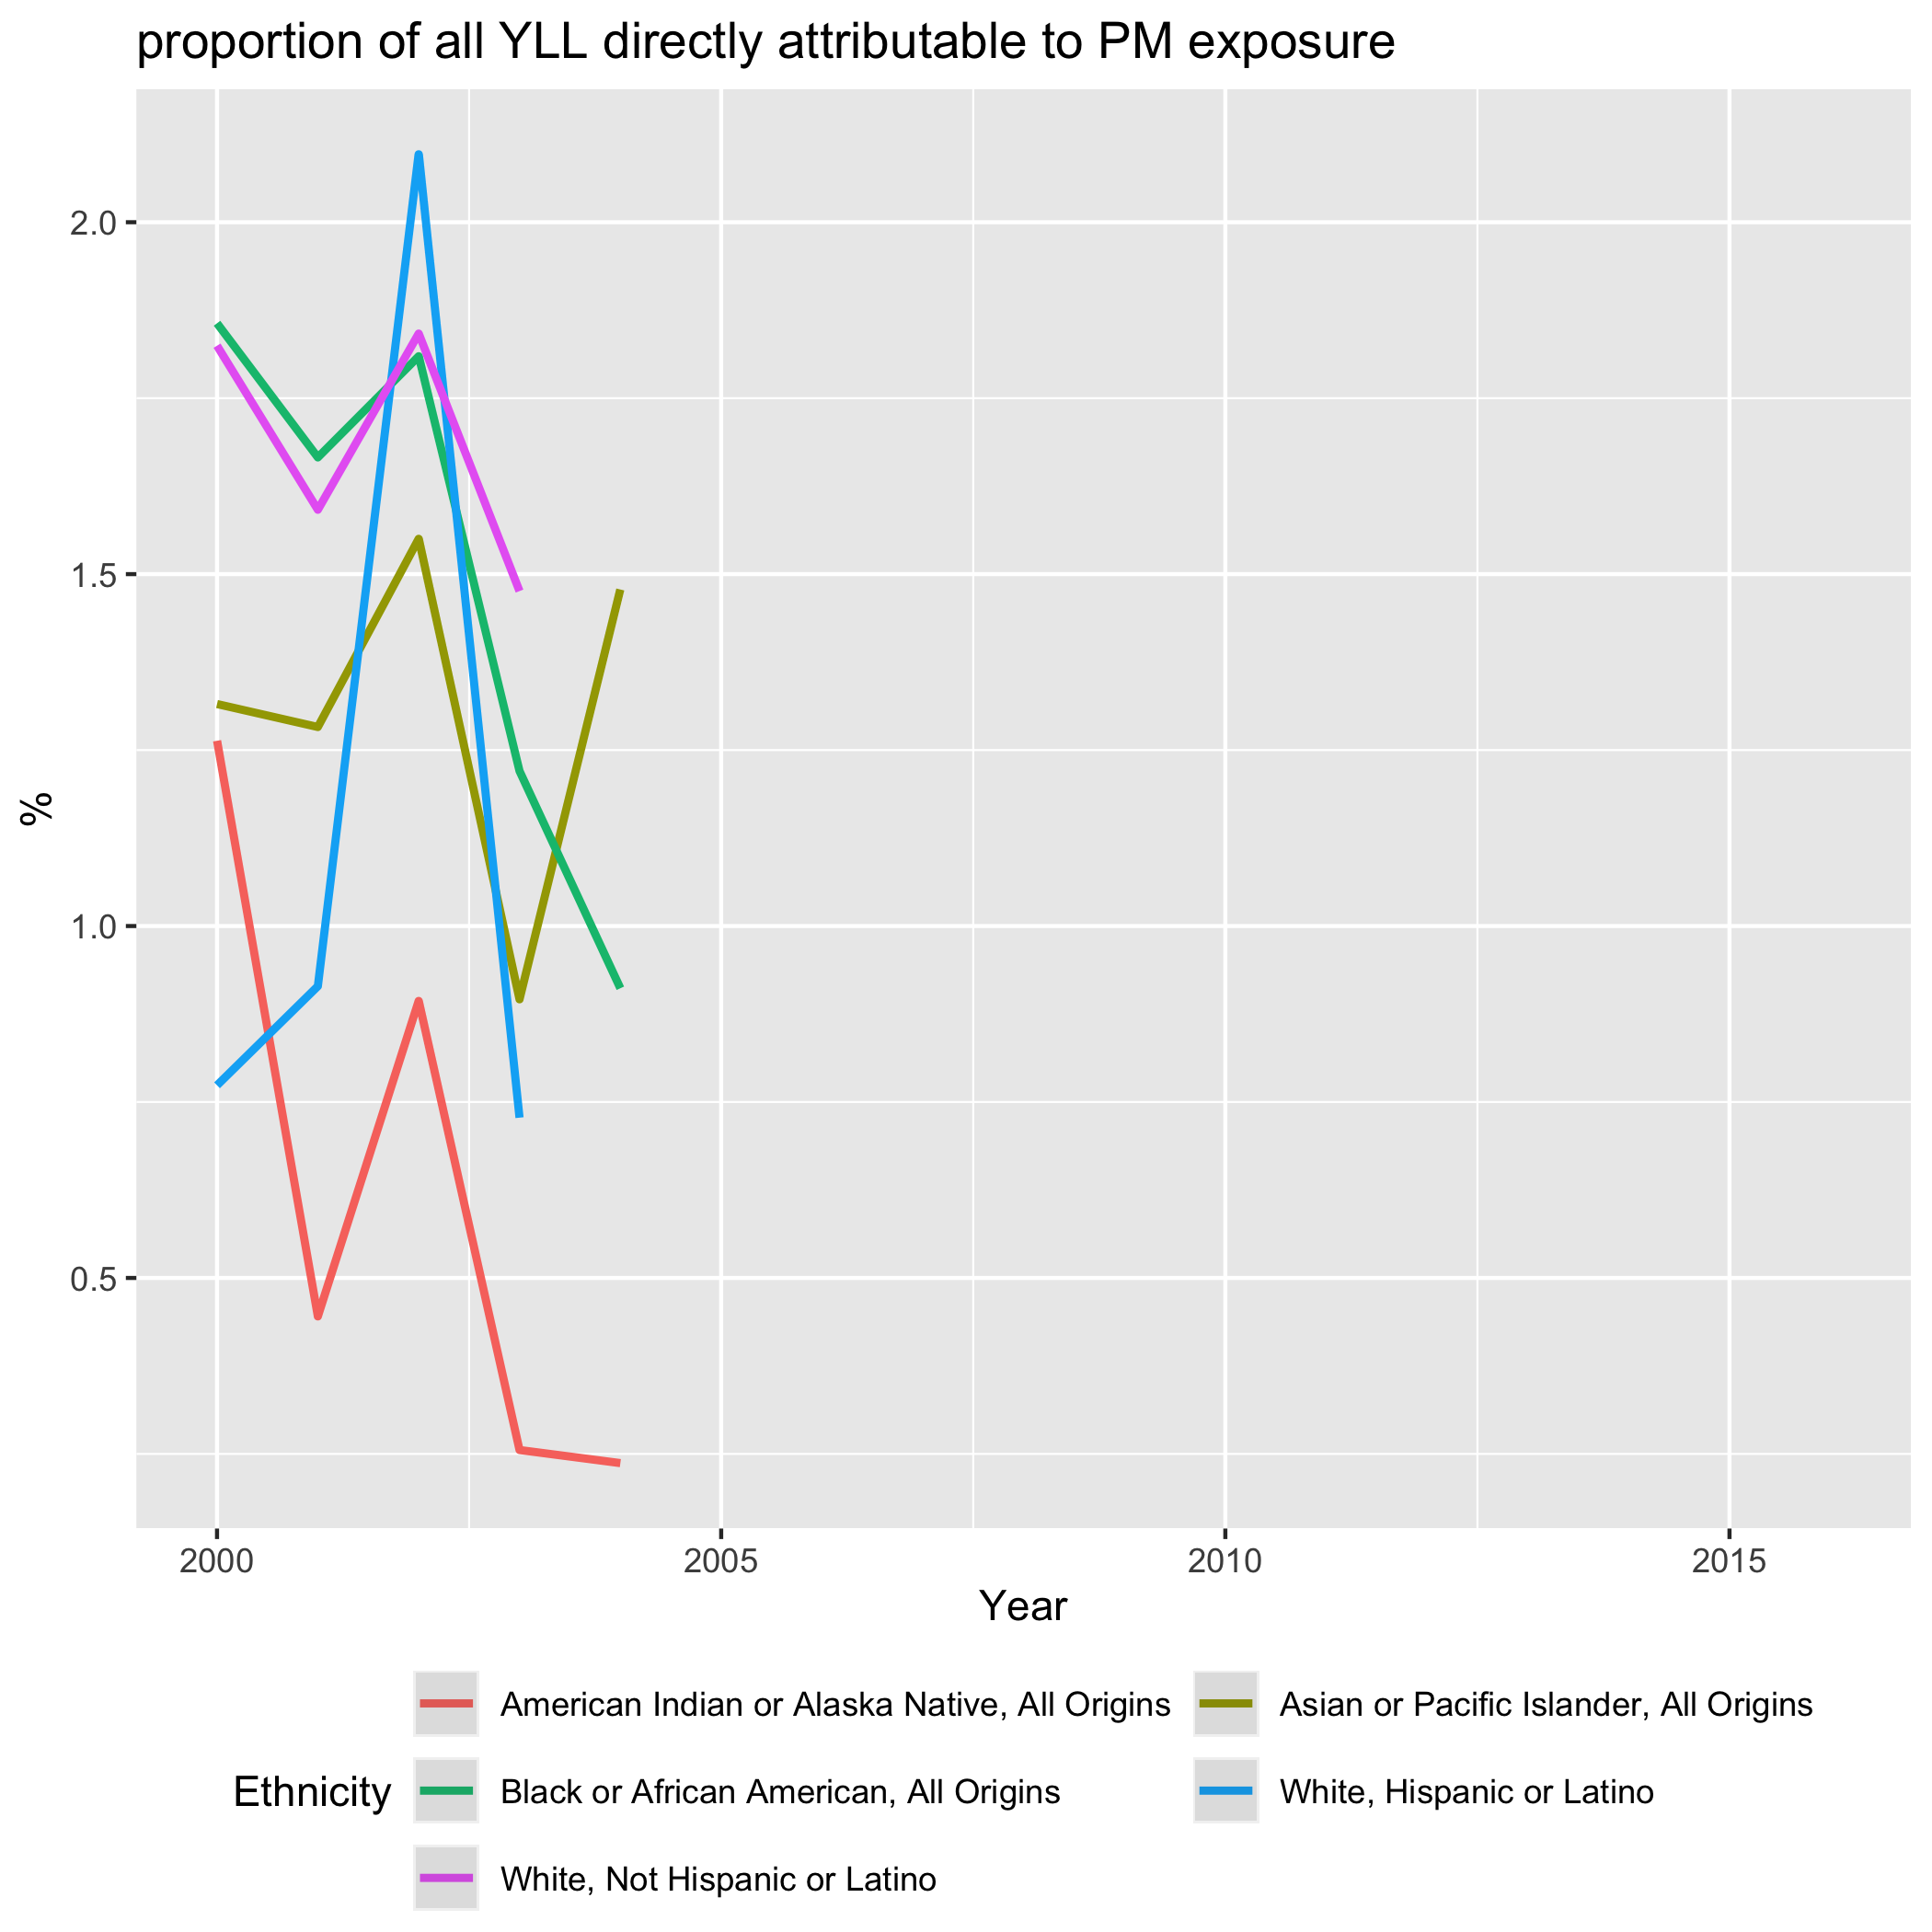 proportion of all YLL directly attributable to PM exposure
2.0
1.5
1.0
0.5
%
2000 2005 2010 2015
Year
Ethnicity
American Indian or Alaska Native, All Origins
Asian or Pacific Islander, All Origins
Black or African American, All Origins
White, Hispanic or Latino
White, Not Hispanic or Latino